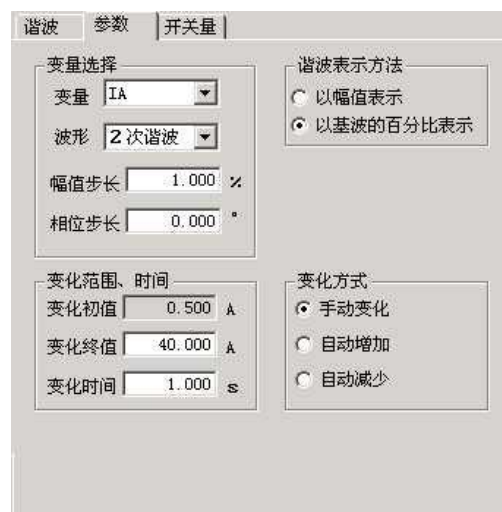 谐波 参数 开关量
变量选择
变量 IA
波形 2次谐波
幅值步长 1.000 %
相位步长 0.000 °
谐波表示方法
以幅值表示
以基波的百分比表示
变化范围、时间
变化初值 0.500 A
变化终值 40.000 A
变化时间 1.000 s
变化方式
手动变化
自动增加
自动减少